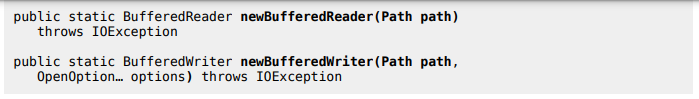 public static BufferedReader newBufferedReader(Path path)
throws IOException
public static BufferedWriter newBufferedWriter(Path path,
OpenOption… options) throws IOException